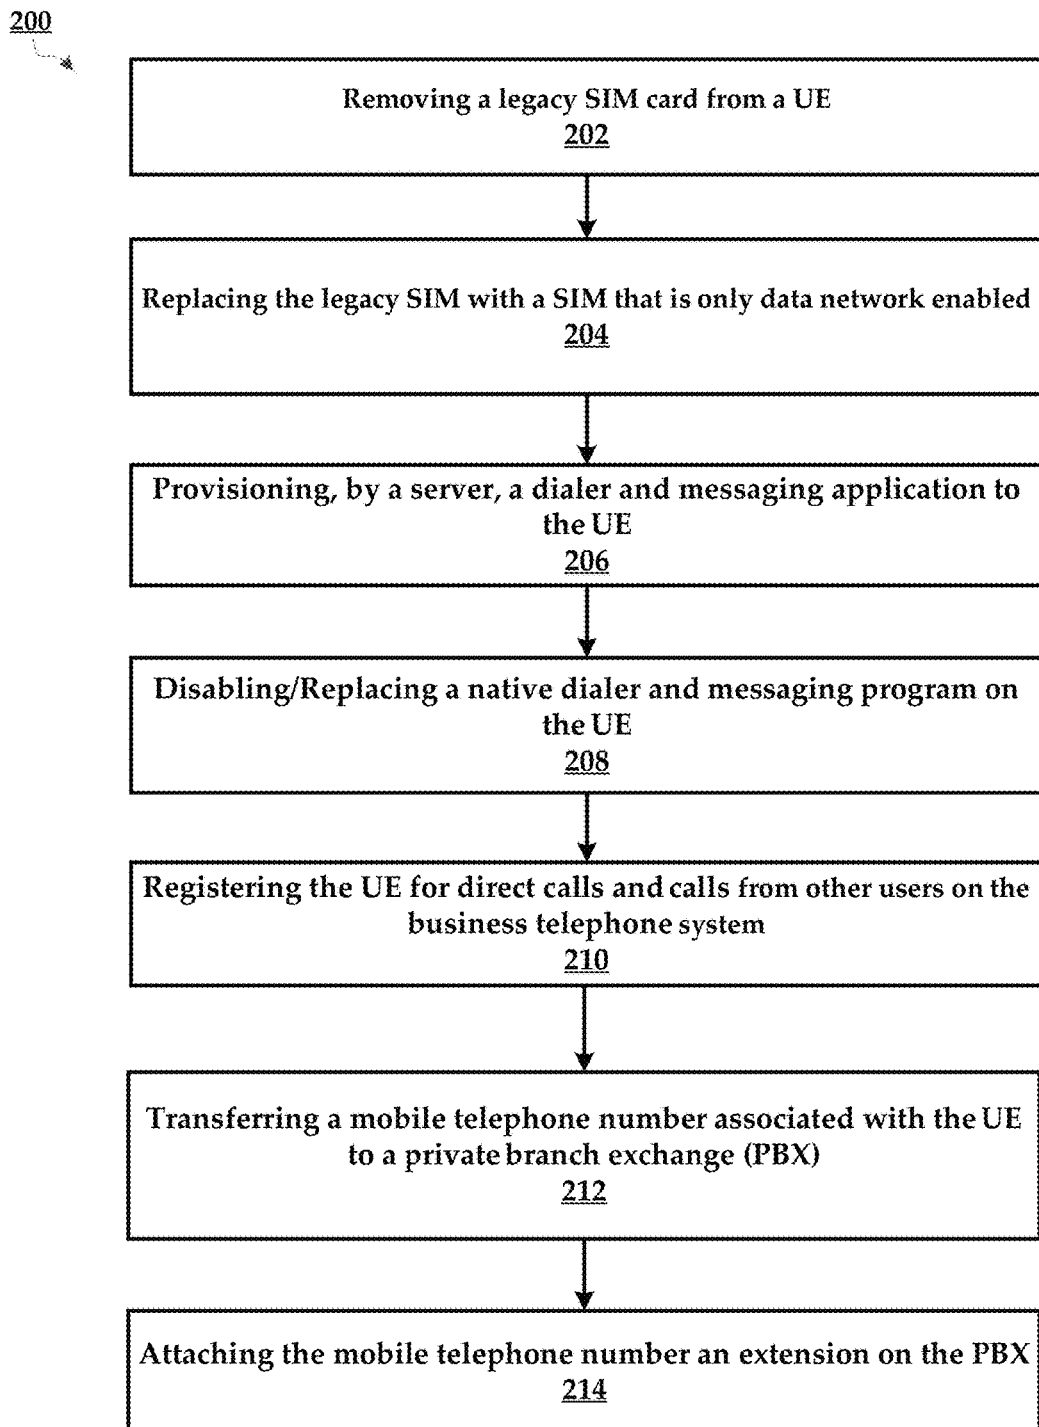 200
Removing a legacy SIM card from a UE
202
Replacing the legacy SIM with a SIM that is only data network enabled
204
Provisioning, by a server, a dialer and messaging application to
the UE
206
Disabling/Replacing a native dialer and messaging program on
the UE
208
Registering the UE for direct calls and calls from other users on the
business telephone system
210
Transferring a mobile telephone number associated with the UE
to a private branch exchange (PBX)
212
Attaching the mobile telephone number an extension on the PBX
214